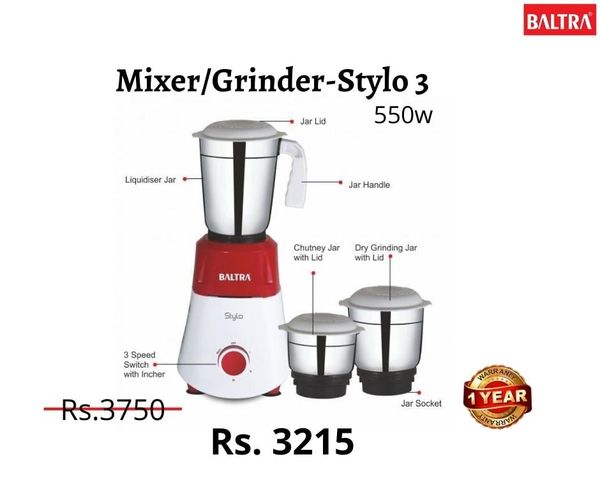 BALTRA®
Mixer/Grinder-Stylo 3
550w
Jar Lid
Liquidiser Jar
Jar Handle
Chutney Jar
with Lid
Dry Grinding Jar
with Lid
BALTRA
Stylo
3 Speed
Switch
with Incher
Jar Socket
Rs.3750
Rs. 3215
WARRANTY
1 YEAR
WARRANTY